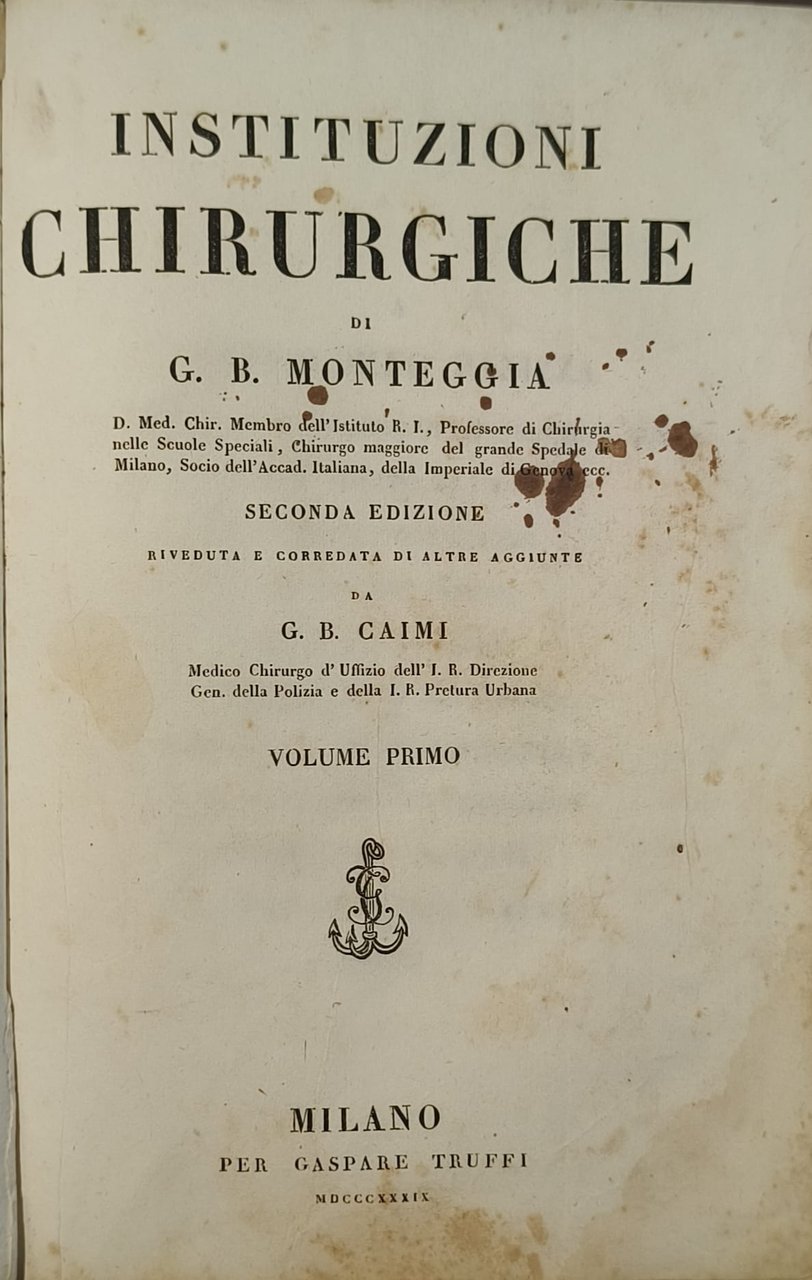 INSTITUZIONI
CHIRURGICHE
DI
G. B. MONTEGGIA
D. Med. Chir. Membro dell'Istituto R. I., Professore di Chirurgia
nelle Scuole Speciali, Chirurgo maggiore del grande Spedale di
Milano, Socio dell'Accad. Italiana, della Imperiale di Genova ecc.
SECONDA EDIZIONE
RIVEDUTA E CORREDATA DI ALTRE AGGIUNTE
DA
G. B. CAIMI
Medico Chirurgo d'Uffizio dell'I. R. Direzione
Gen. della Polizia e della I. R. Pretura Urbana
VOLUME PRIMO
MILANO
PER GASPARE TRUFFI
MDCCCXXXIX